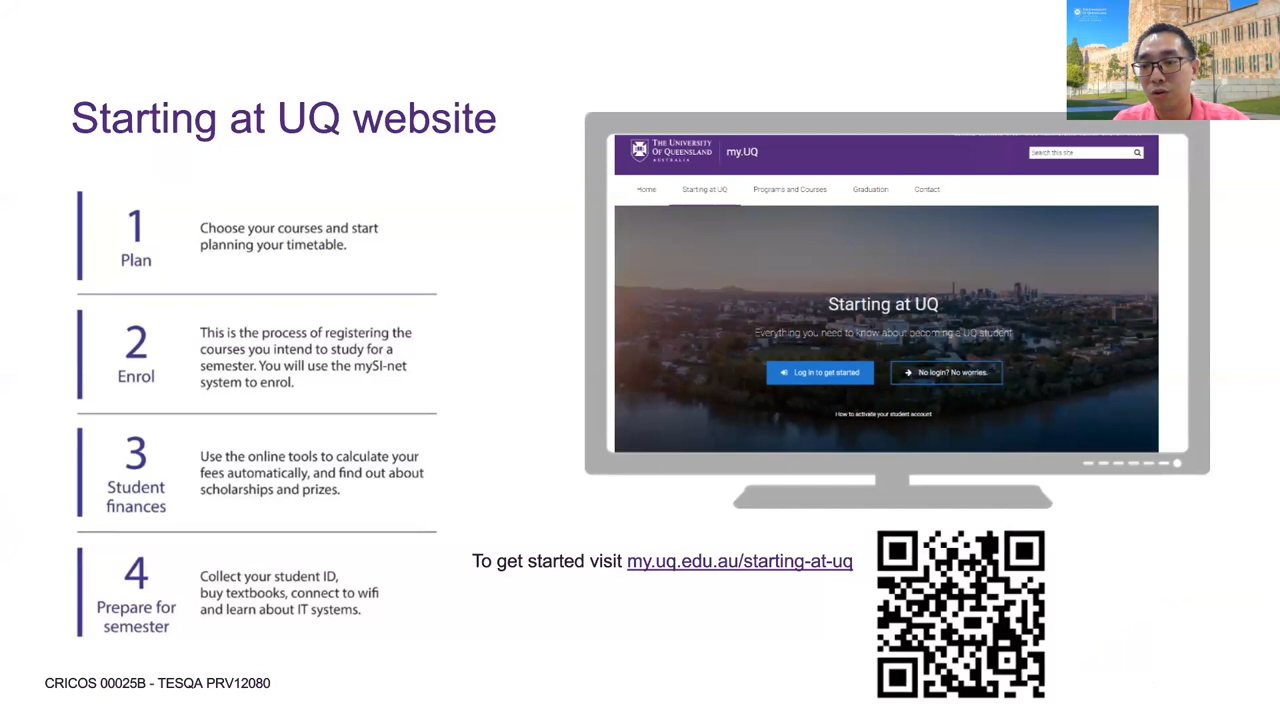 Starting at UQ website
1
Plan
Choose your courses and start
planning your timetable.
2
Enrol
This is the process of registering the
courses you intend to study for a
semester. You will use the mySI-net
system to enrol.
3
Student
finances
Use the online tools to calculate your
fees automatically, and find out about
scholarships and prizes.
4
Prepare for
semester
Collect your student ID,
buy textbooks, connect to wifi
and learn about IT systems.
THE UNIVERSITY
OF QUEENSLAND
AUSTRALIA
my.UQ
Search this site
Home Starting at UQ Programs and Courses Graduation Contact
Starting at UQ
Everything you need to know about becoming a UQ student
Log in to get started
No login? No worries.
How to activate your student account
To get started visit my.uq.edu.au/starting-at-uq
CRICOS 00025B - TESQA PRV12080